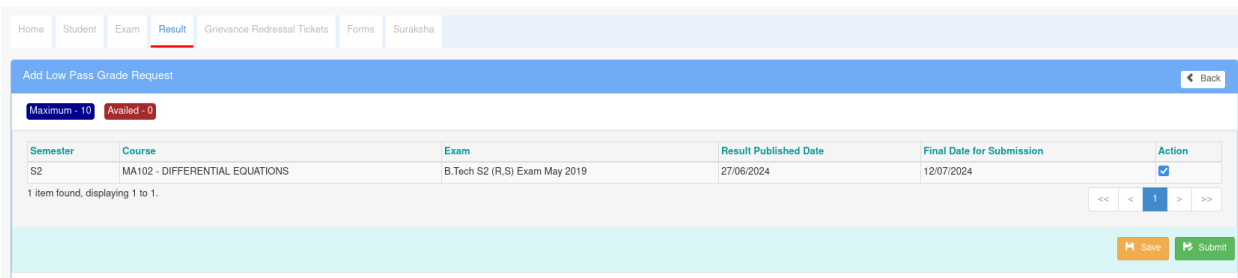 Home Student Exam Result Grievance Redressal Tickets Forms Suraksha
Add Low Pass Grade Request
Back
Maximum - 10 Availed - 0
Semester Course Exam Result Published Date Final Date for Submission Action
S2 MA102 - DIFFERENTIAL EQUATIONS B.Tech S2 (R,S) Exam May 2019 27/06/2024 12/07/2024
1 item found, displaying 1 to 1.
<< < 1 > >>
Save Submit